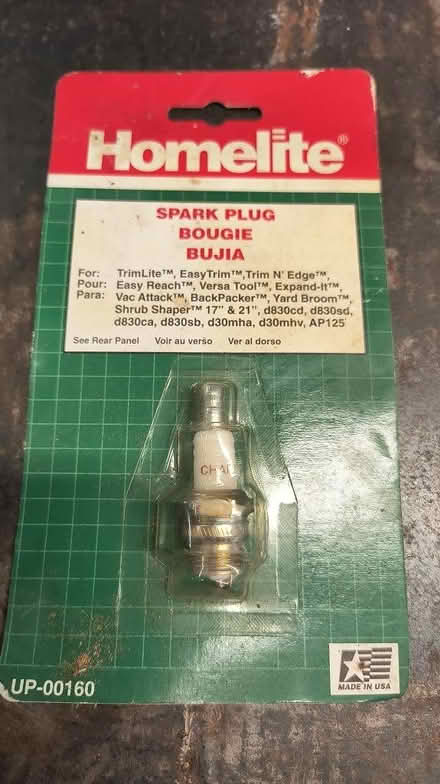 Homelite®
SPARK PLUG
BOUGIE
BUJIA
For: TrimLite™, EasyTrim™,Trim N' Edge™,
Pour: Easy Reach™, Versa Tool™, Expand-It™,
Para: Vac Attack™, BackPacker™, Yard Broom™,
Shrub Shaper™ 17" & 21", d830cd, d830sd,
d830ca, d830sb, d30mha, d30mhv, AP125
See Rear Panel Voir au verso Ver al dorso
CHA
UP-00160
MADE IN USA